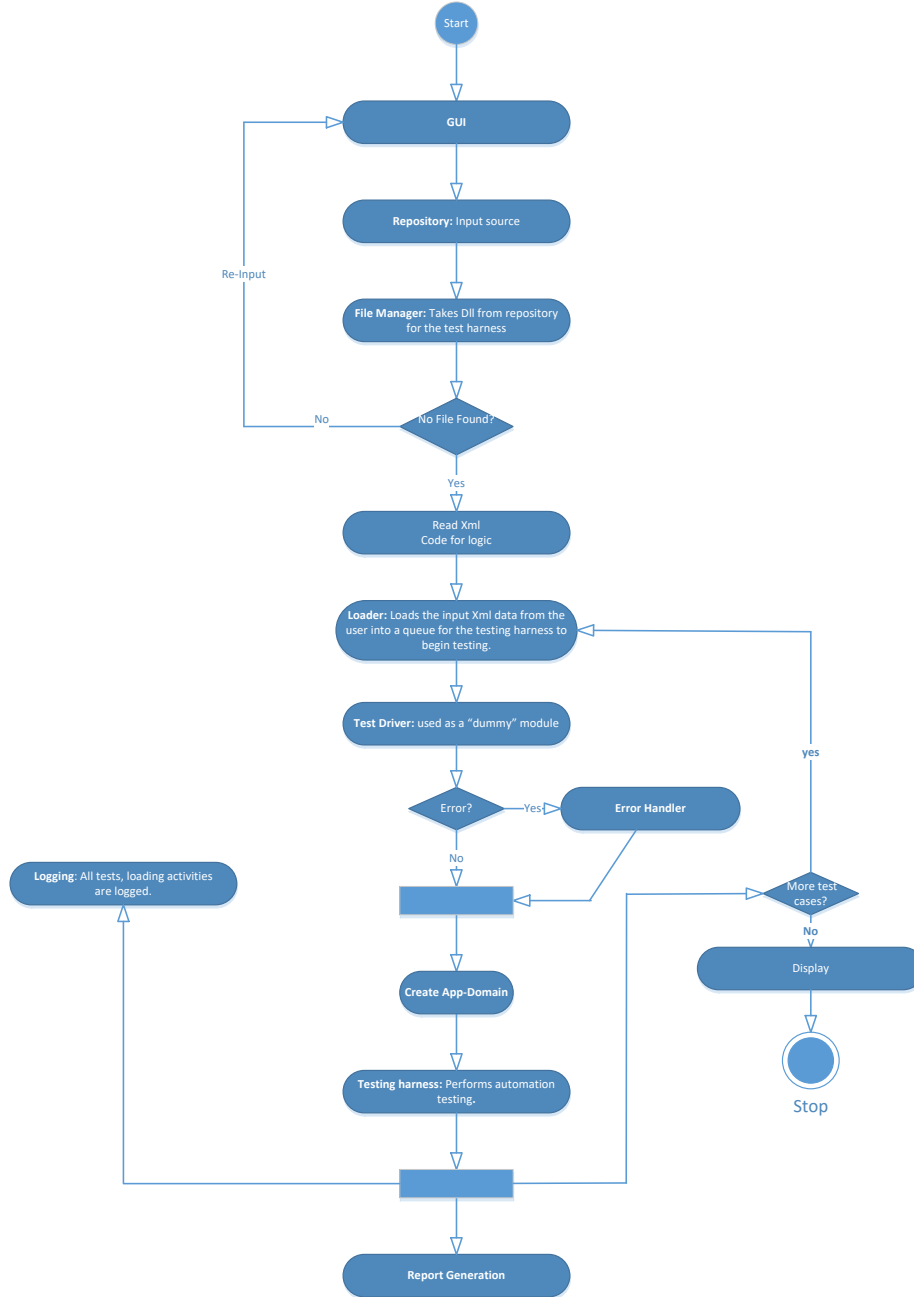 Start
GUI
Repository: Input source
Re-Input
File Manager: Takes Dll from repository
for the test harness
No File Found?
No
Yes
Read Xml
Code for logic
Loader: Loads the input Xml data from the
user into a queue for the testing harness to
begin testing.
Test Driver: used as a “dummy” module
yes
Error?
Yes
Error Handler
No
Logging: All tests, loading activities
are logged.
More test
cases?
No
Display
Create App-Domain
Testing harness: Performs automation
testing.
Stop
Report Generation